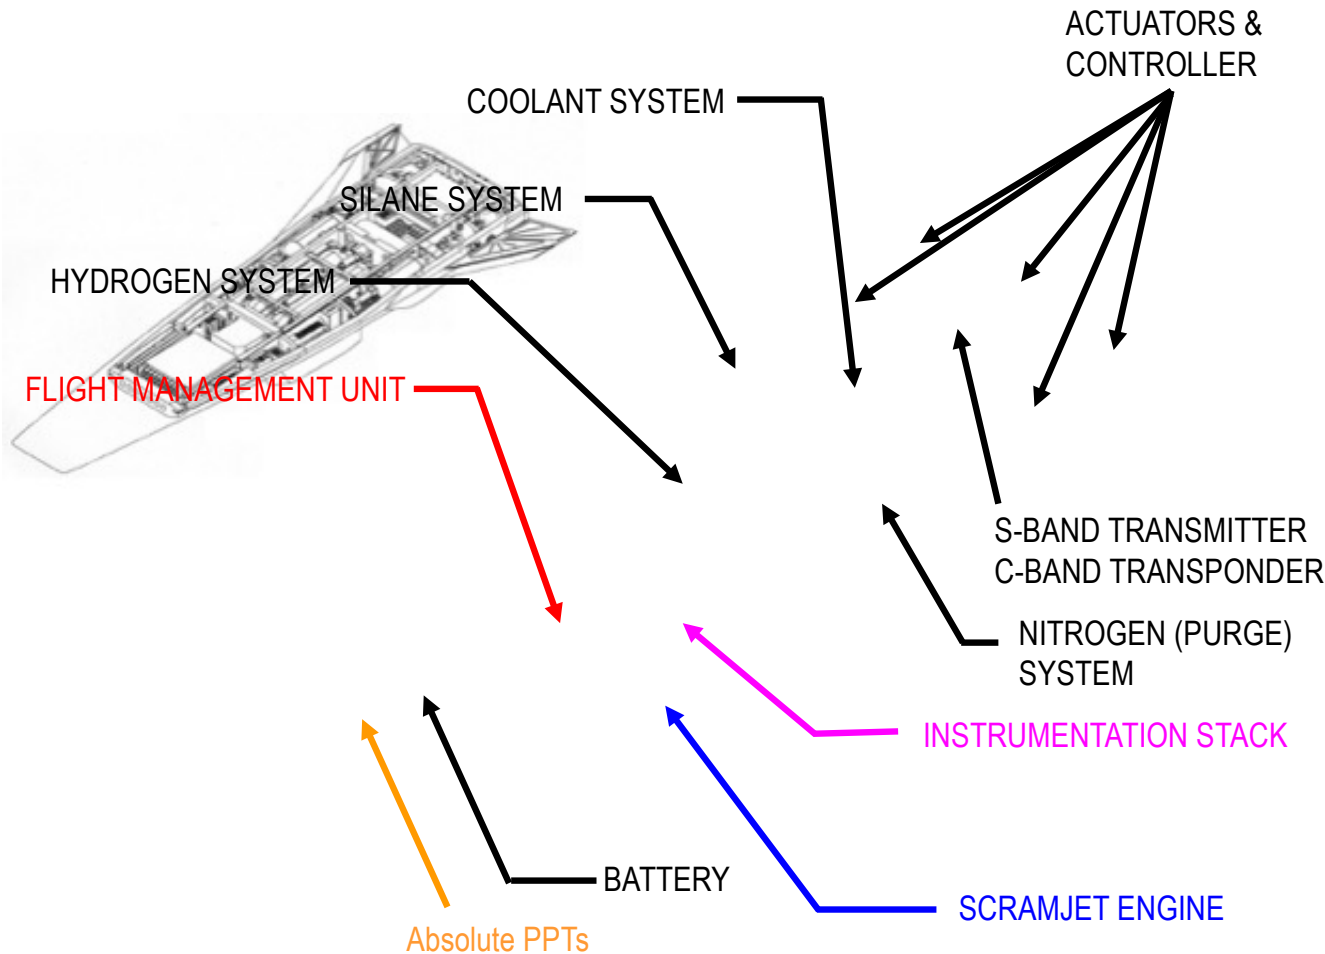 ACTUATORS &
CONTROLLER
COOLANT SYSTEM
SILANE SYSTEM
HYDROGEN SYSTEM
FLIGHT MANAGEMENT UNIT
S-BAND TRANSMITTER
C-BAND TRANSPONDER
NITROGEN (PURGE)
SYSTEM
INSTRUMENTATION STACK
BATTERY
SCRAMJET ENGINE
Absolute PPTs